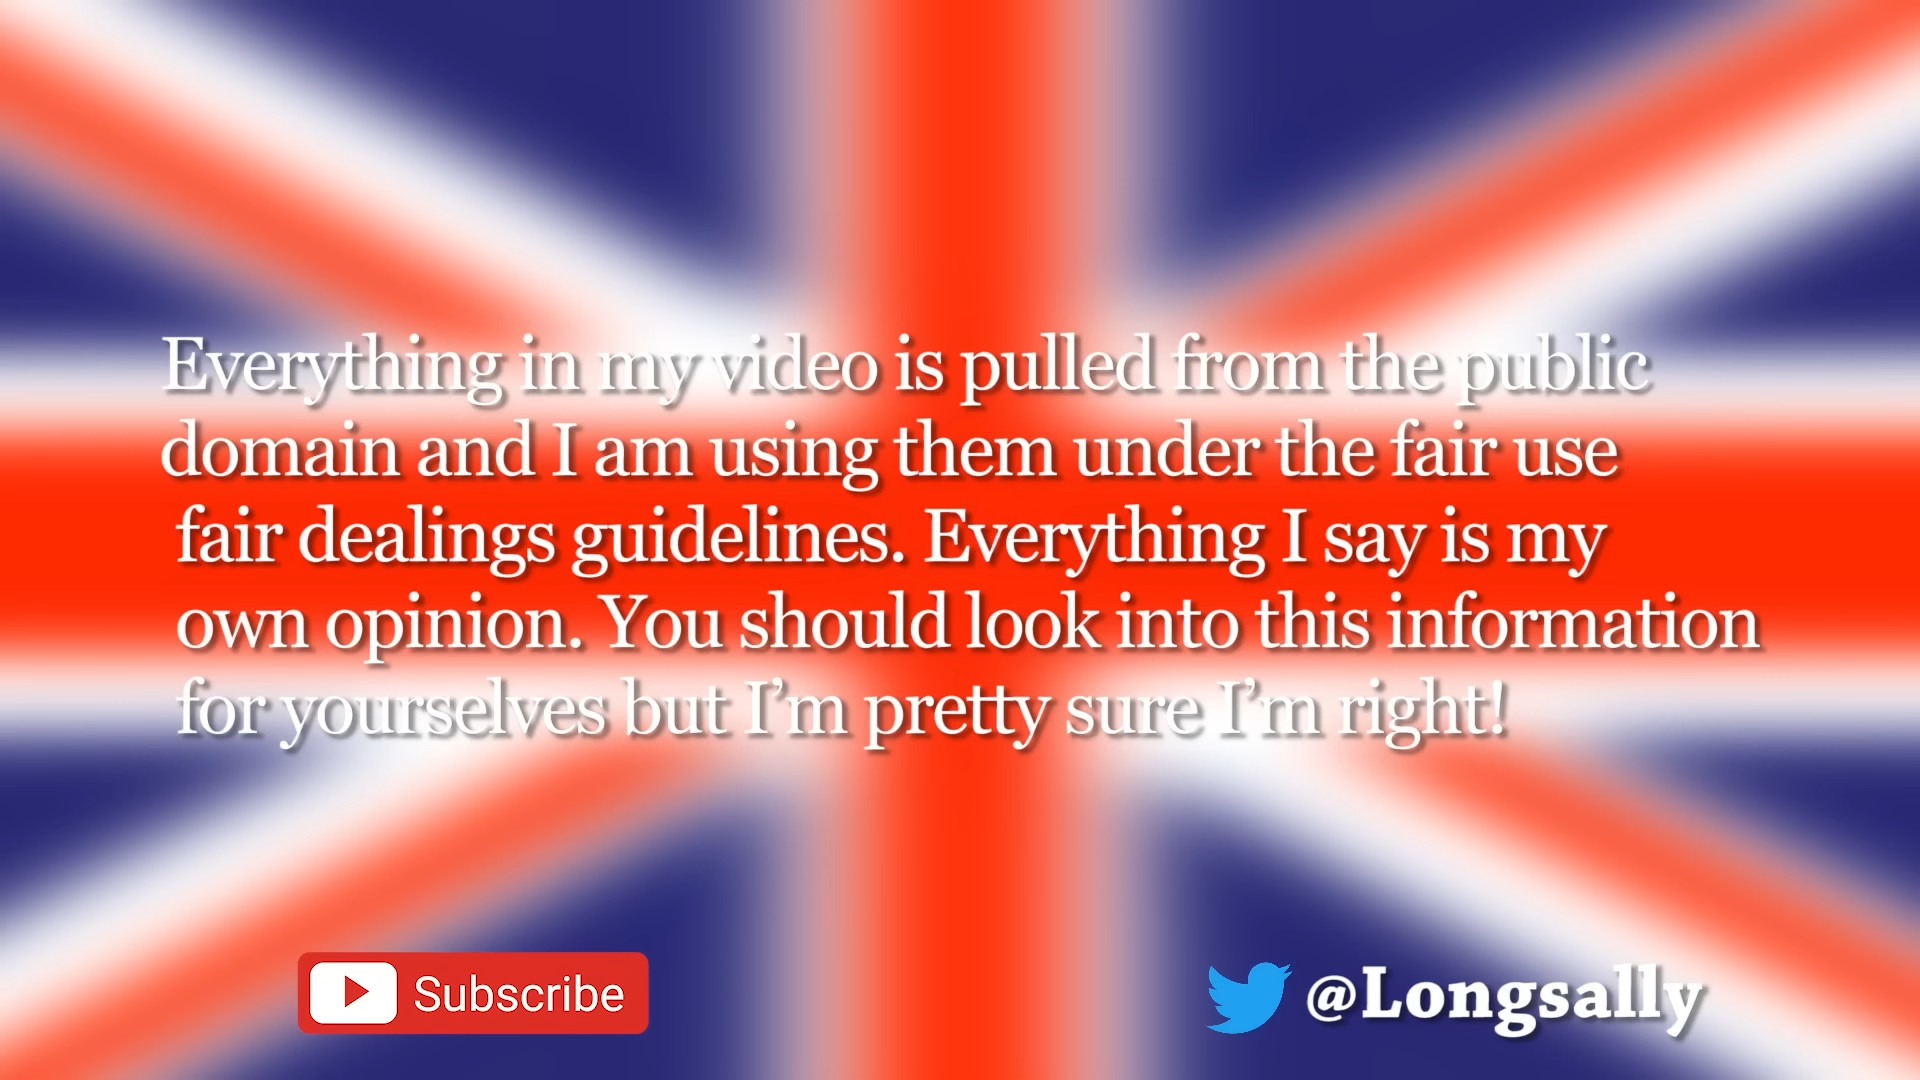 Everything in my video is pulled from the public
domain and I am using them under the fair use
fair dealings guidelines. Everything I say is my
own opinion. You should look into this information
for yourselves but I’m pretty sure I’m right!
Subscribe
@Longsally